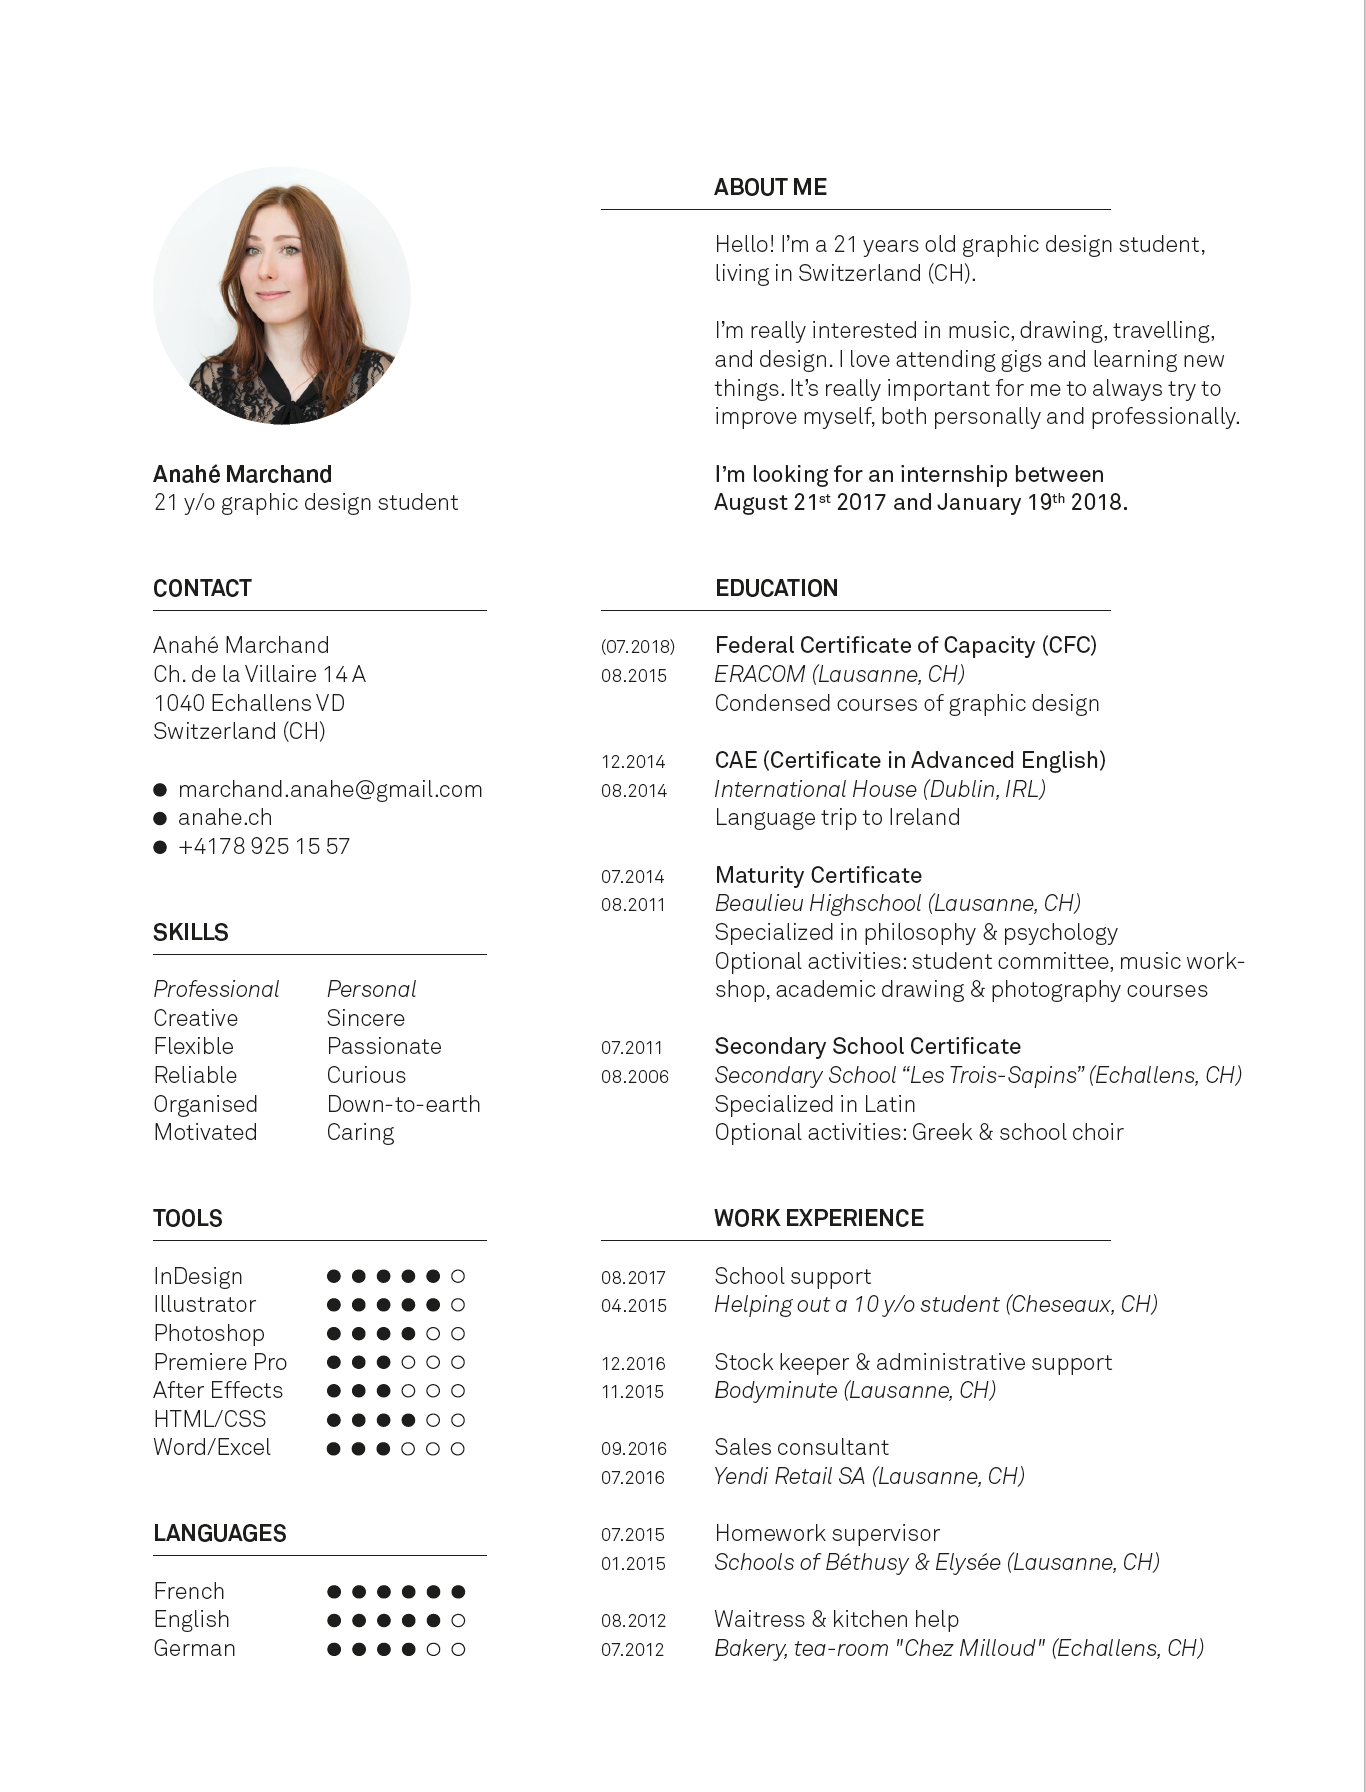 Anahé Marchand
21 y/o graphic design student
CONTACT
Anahé Marchand
Ch. de la Villaire 14 A
1040 Echallens VD
Switzerland (CH)
● marchand.anahe@gmail.com
● anahe.ch
● +4178 925 15 57
SKILLS
Professional Personal
Creative Sincere
Flexible Passionate
Reliable Curious
Organised Down-to-earth
Motivated Caring
TOOLS
InDesign ●●●●●○
Illustrator ●●●●●○
Photoshop ●●●●○○
Premiere Pro ●●●○○○
After Effects ●●●○○○
HTML/CSS ●●●●○○
Word/Excel ●●●○○○
LANGUAGES
French ●●●●●●
English ●●●●●○
German ●●●●○○
ABOUT ME
Hello! I’m a 21 years old graphic design student,
living in Switzerland (CH).
I’m really interested in music, drawing, travelling,
and design. I love attending gigs and learning new
things. It’s really important for me to always try to
improve myself, both personally and professionally.
I’m looking for an internship between
August 21st 2017 and January 19th 2018.
EDUCATION
(07.2018) Federal Certificate of Capacity (CFC)
08.2015 ERACOM (Lausanne, CH)
Condensed courses of graphic design
12.2014 CAE (Certificate in Advanced English)
08.2014 International House (Dublin, IRL)
Language trip to Ireland
07.2014 Maturity Certificate
08.2011 Beaulieu Highschool (Lausanne, CH)
Specialized in philosophy & psychology
Optional activities: student committee, music work-
shop, academic drawing & photography courses
07.2011 Secondary School Certificate
08.2006 Secondary School “Les Trois-Sapins” (Echallens, CH)
Specialized in Latin
Optional activities: Greek & school choir
WORK EXPERIENCE
08.2017 School support
04.2015 Helping out a 10 y/o student (Cheseaux, CH)
12.2016 Stock keeper & administrative support
11.2015 Bodyminute (Lausanne, CH)
09.2016 Sales consultant
07.2016 Yendi Retail SA (Lausanne, CH)
07.2015 Homework supervisor
01.2015 Schools of Béthusy & Elysée (Lausanne, CH)
08.2012 Waitress & kitchen help
07.2012 Bakery, tea-room "Chez Milloud" (Echallens, CH)